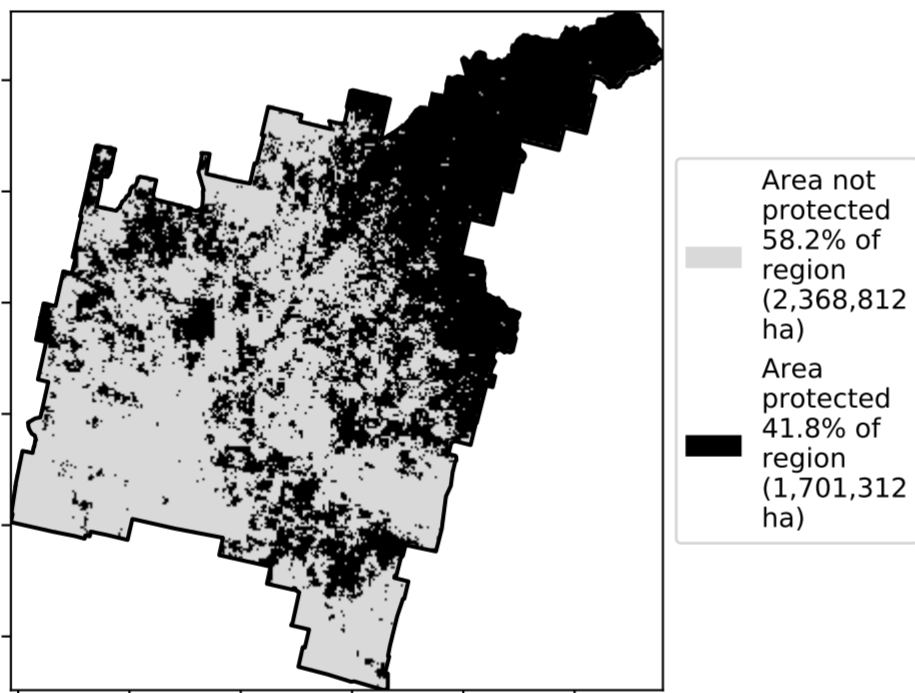 Area not
protected
58.2% of
region
(2,368,812
ha)
Area
protected
41.8% of
region
(1,701,312
ha)